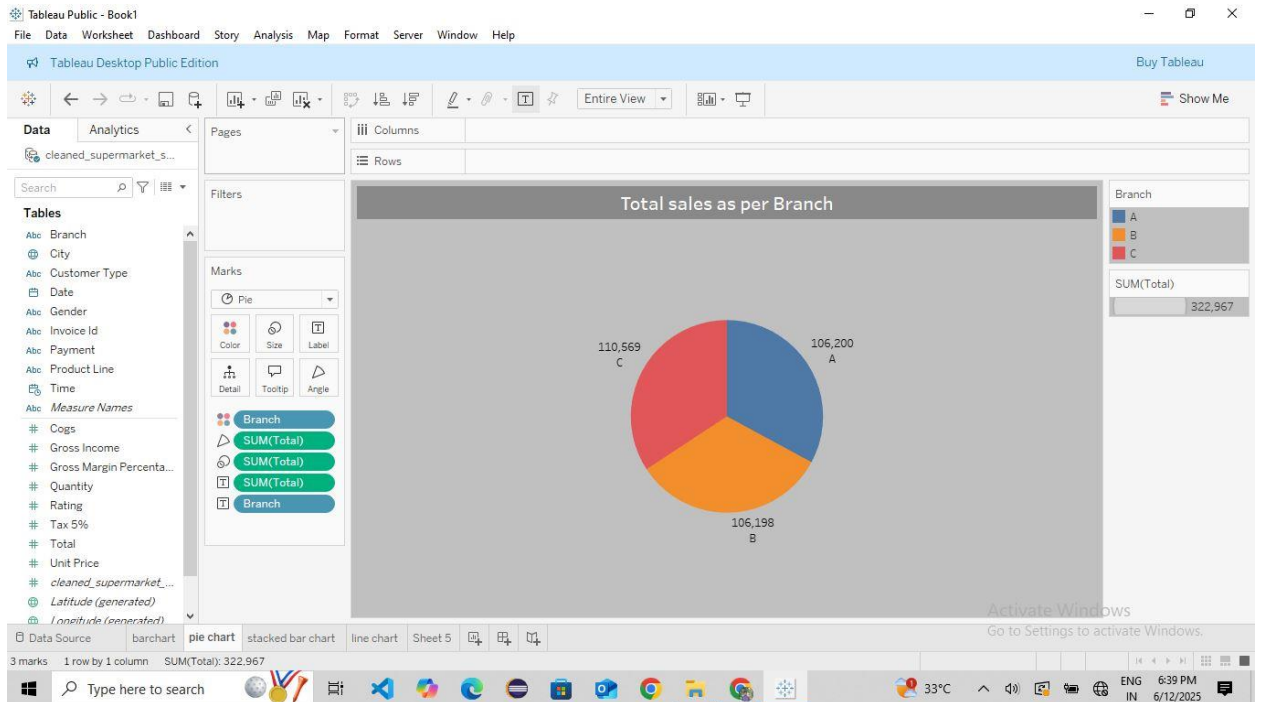 Tableau Public - Book1
File Data Worksheet Dashboard Story Analysis Map Format Server Window Help
Tableau Desktop Public Edition
Buy Tableau
Entire View
Show Me
Data Analytics
Pages
Columns
cleaned_supermarket_s...
Rows
Search
Filters
Total sales as per Branch
Branch
A
B
C
SUM(Total)
322,967
Tables
Abc Branch
City
Abc Customer Type
Date
Abc Gender
Abc Invoice Id
Abc Payment
Abc Product Line
Time
Abc Measure Names
# Cogs
# Gross Income
# Gross Margin Percenta...
# Quantity
# Rating
# Tax 5%
# Total
# Unit Price
# cleaned_supermarket_...
Latitude (generated)
Longitude (generated)
Marks
Pie
Color Size Label
Detail Tooltip Angle
Branch
SUM(Total)
SUM(Total)
T SUM(Total)
T Branch
110,569
C
106,200
A
106,198
B
Activate Windows
Go to Settings to activate Windows.
Data Source barchart pie chart stacked bar chart line chart Sheet 5
3 marks 1 row by 1 column SUM(Total): 322,967
Type here to search
33°C
ENG
IN
6:39 PM
6/12/2025